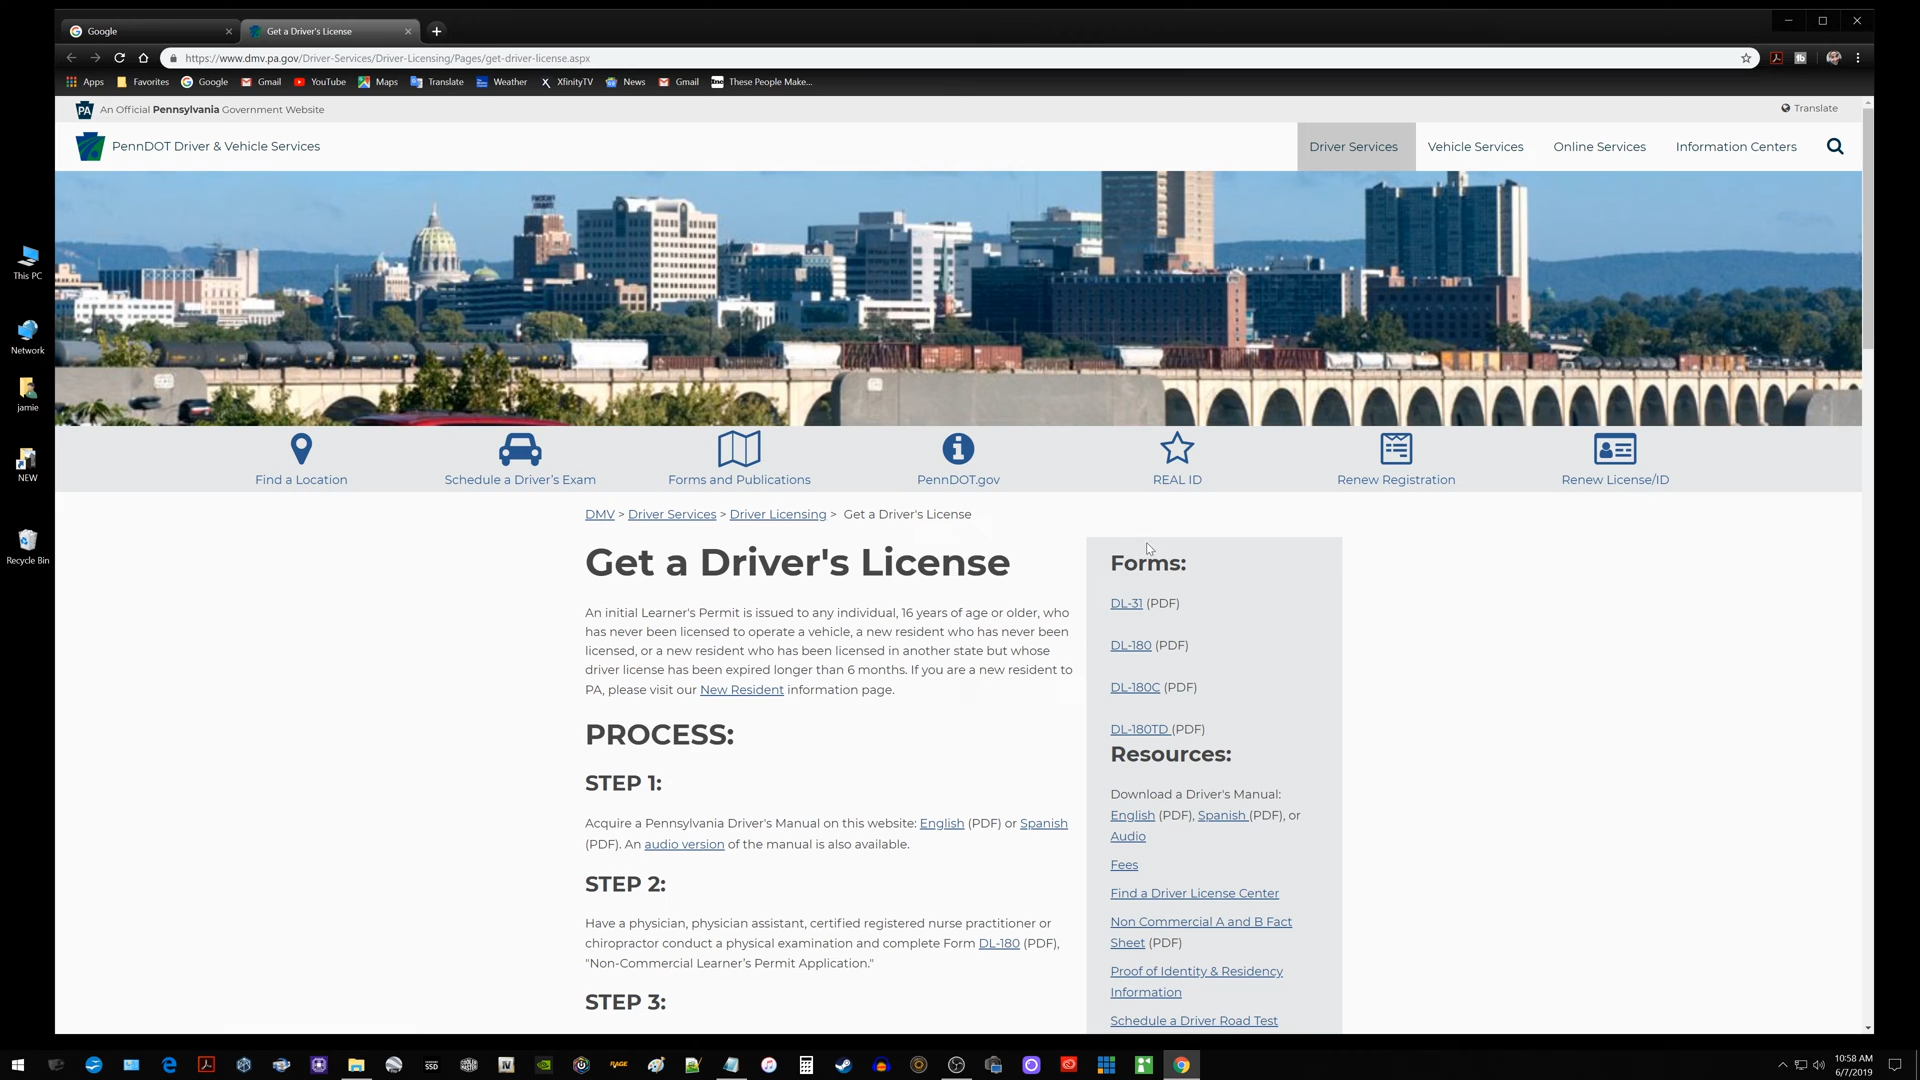 Google
Get a Driver's License
https://www.dmv.pa.gov/Driver-Services/Driver-Licensing/Pages/get-driver-license.aspx
Apps Favorites Google Gmail YouTube Maps Translate Weather XfinityTV News Gmail Inc These People Make...
PA An Official Pennsylvania Government Website
Translate
PennDOT Driver & Vehicle Services
Driver Services Vehicle Services Online Services Information Centers
This PC
Network
jamie
NEW
Recycle Bin
Find a Location
Schedule a Driver's Exam
Forms and Publications
PennDOT.gov
REAL ID
Renew Registration
Renew License/ID
DMV > Driver Services > Driver Licensing > Get a Driver's License
Get a Driver's License
An initial Learner's Permit is issued to any individual, 16 years of age or older, who
has never been licensed to operate a vehicle, a new resident who has never been
licensed, or a new resident who has been licensed in another state but whose
driver license has been expired longer than 6 months. If you are a new resident to
PA, please visit our New Resident information page.
PROCESS:
STEP 1:
Acquire a Pennsylvania Driver's Manual on this website: English (PDF) or Spanish
(PDF). An audio version of the manual is also available.
STEP 2:
Have a physician, physician assistant, certified registered nurse practitioner or
chiropractor conduct a physical examination and complete Form DL-180 (PDF),
"Non-Commercial Learner's Permit Application."
STEP 3:
Forms:
DL-31 (PDF)
DL-180 (PDF)
DL-180C (PDF)
DL-180TD (PDF)
Resources:
Download a Driver's Manual:
English (PDF), Spanish (PDF), or
Audio
Fees
Find a Driver License Center
Non Commercial A and B Fact
Sheet (PDF)
Proof of Identity & Residency
Information
Schedule a Driver Road Test
SSD
RAGE
10:58 AM
6/7/2019